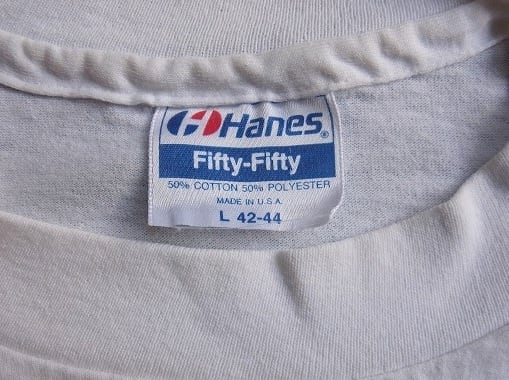 Hanes®
Fifty-Fifty
50% COTTON 50% POLYESTER
MADE IN U.S.A.
L 42-44